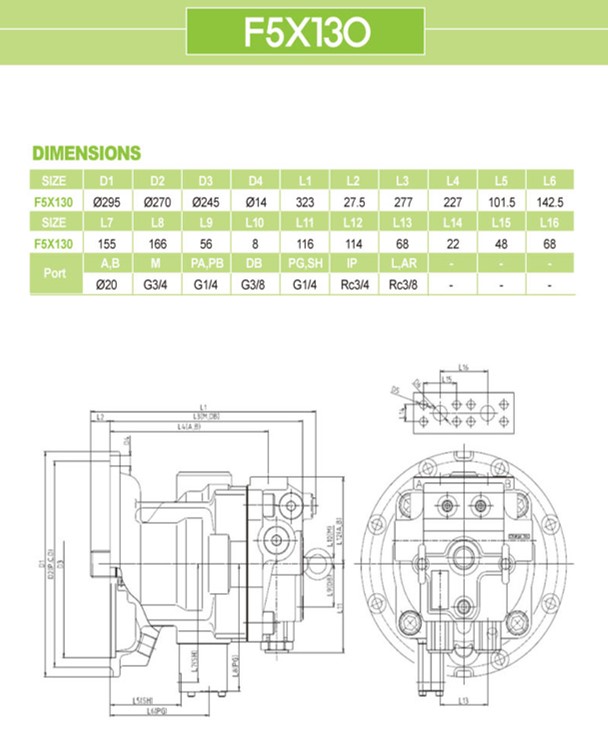 F5X130
DIMENSIONS
SIZE D1 D2 D3 D4 L1 L2 L3 L4 L5 L6
F5X130 Ø295 Ø270 Ø245 Ø14 323 27.5 277 227 101.5 142.5
SIZE L7 L8 L9 L10 L11 L12 L13 L14 L15 L16
F5X130 155 166 56 8 116 114 68 22 48 68
Port A,B M PA,PB DB PG,SH IP L,AR - - -
Ø20 G3/4 G1/4 G3/8 G1/4 Rc3/4 Rc3/8 - - -
L16
L15
D2
L14
L1
L2
L3(M,DB)
L4(A,B)
D4
D1
D2(P.C.D)
D3
L10(M)
L12(A,B)
L9(DB)
L11
L7(SH)
L8(PG)
L5(SH)
L6(PG)
A
B
L13